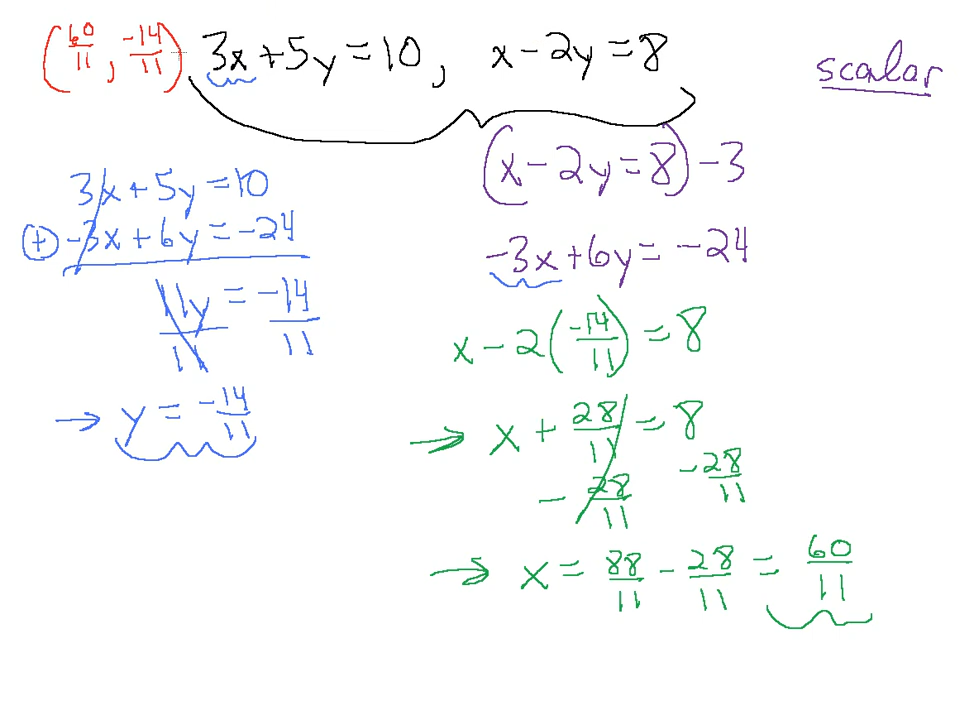 (60/11, -14/11) 3x+5y=10, x-2y=8
scalar
(x-2y=8)-3
-3x+6y=-24
3x+5y=10
(+) -3x+6y=-24
11y/11 = -14/11
→ y = -14/11
x-2(-14/11)=8
→ x+28/11=8
-28/11 -28/11
→ x=88/11-28/11=60/11